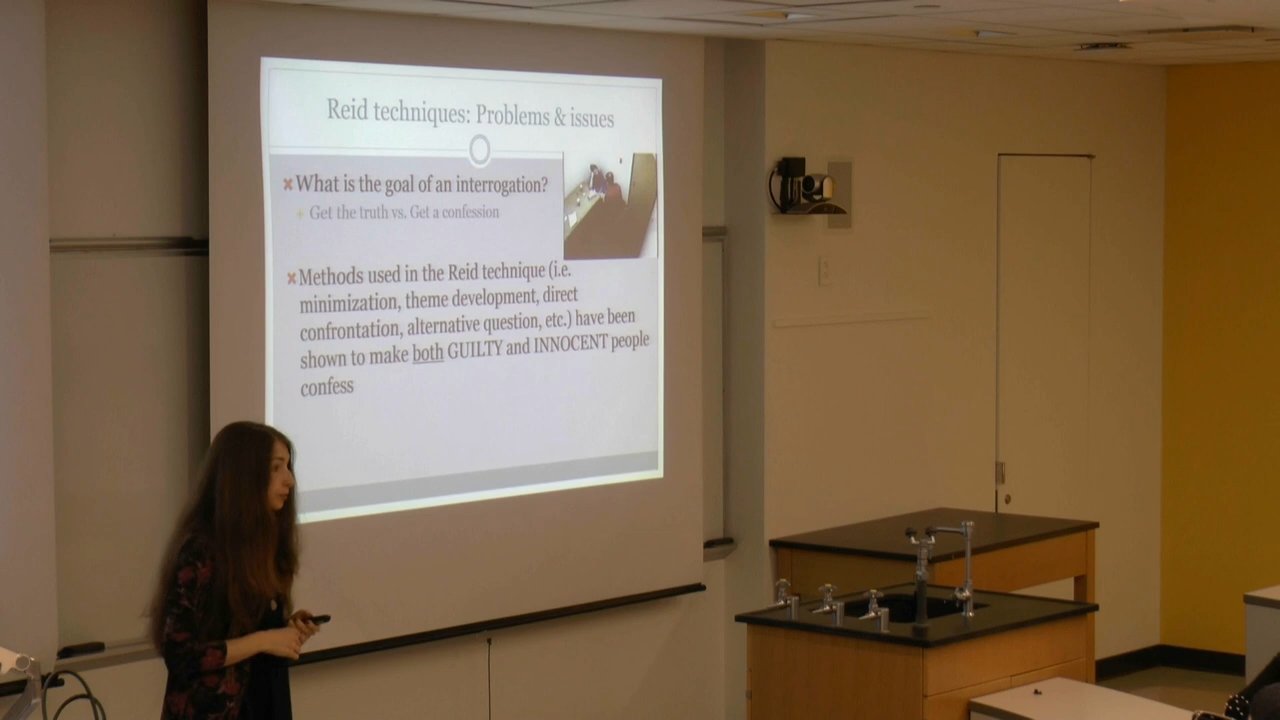 Reid techniques: Problems & issues
What is the goal of an interrogation?
Get the truth vs. Get a confession
Methods used in the Reid technique (i.e.
minimization, theme development, direct
confrontation, alternative question, etc.) have been
shown to make both GUILTY and INNOCENT people
confess